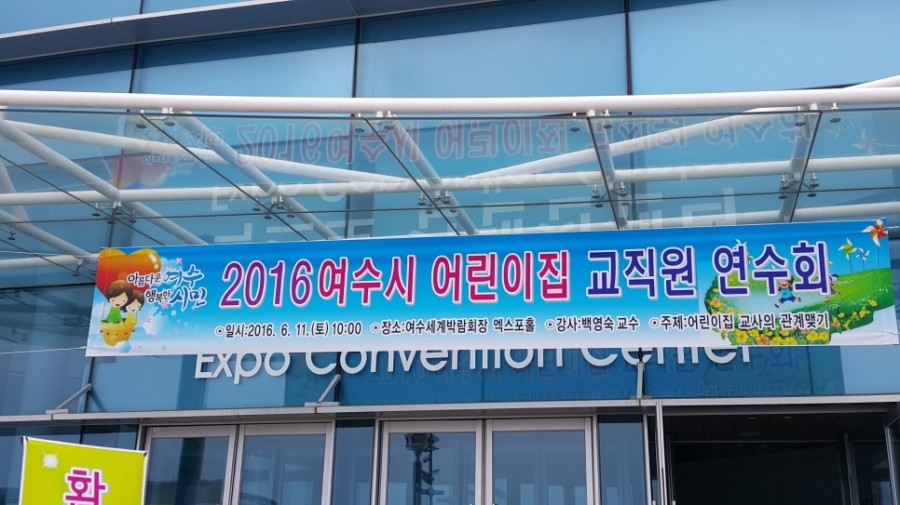 아름다운 여수
행복한 시민
2016여수시 어린이집 교직원 연수회
•일시:2016. 6. 11.(토) 10:00 •장소:여수세계박람회장 엑스포홀 •강사:백영숙 교수 •주제:어린이집 교사의 관계맺기
Expo Convention Center
환